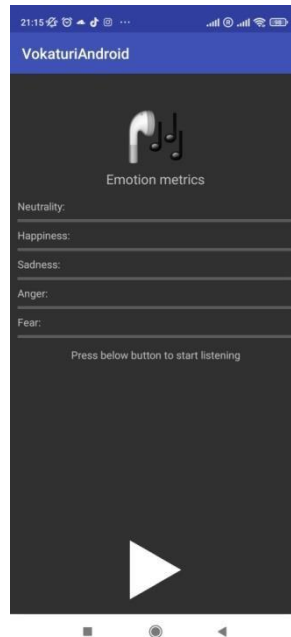 21:15
VokaturiAndroid
Emotion metrics
Neutrality:
Happiness:
Sadness:
Anger:
Fear:
Press below button to start listening